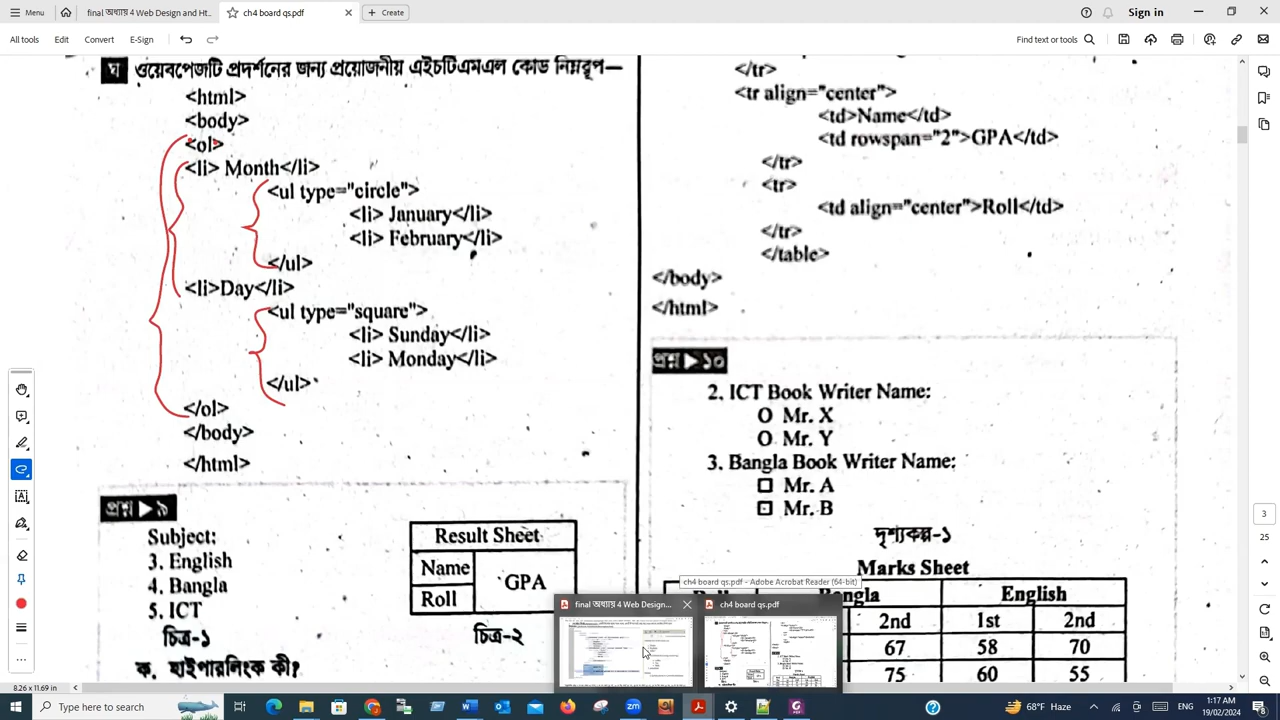 Menu
final অধ্যায় 4 Web Design and Ht...
ch4 board qs.pdf
+ Create
Sign in
All tools
Edit
Convert
E-Sign
Find text or tools
ঘ ওয়েবপেজটি প্রদর্শনের জন্য প্রয়োজনীয় এইচটিএমএল কোড নিম্নরূপ—
<html>
<body>
<ol>
<li> Month</li>
<ul type="circle">
<li> January</li>
<li> February</li>
</ul>
<li>Day</li>
<ul type="square">
<li> Sunday</li>
<li> Monday</li>
</ul>
</ol>
</body>
</html>
প্রশ্ন ▶ ৯
Subject:
3. English
4. Bangla
5. ICT
চিত্র-১
Result Sheet
Name
GPA
Roll
চিত্র-২
ক. হাইপারলিংক কী?
</tr>
<tr align="center">
<td>Name</td>
<td rowspan="2">GPA</td>
</tr>
<tr>
<td align="center">Roll</td>
</tr>
</table>
</body>
</html>
প্রশ্ন ▶ ১০
2. ICT Book Writer Name:
O Mr. X
O Mr. Y
3. Bangla Book Writer Name:
Mr. A
Mr. B
দৃশ্যকল্প-১
Marks Sheet
Bangla
English
2nd 1st 2nd
67 58 70
75 60 55
ch4 board qs.pdf - Adobe Acrobat Reader (64-bit)
final অধ্যায় 4 Web Design...
ch4 board qs.pdf
3
25
8.26 x 11.69 in
Type here to search
68°F Haze
ENG
1:17 AM
19/02/2024